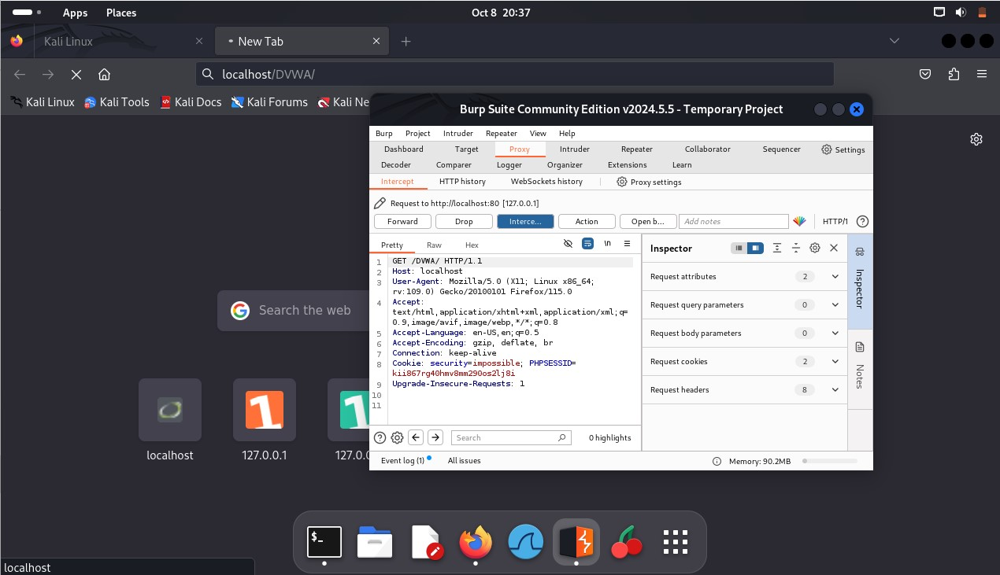 Apps Places Oct 8 20:37
Kali Linux New Tab
localhost/DVWA/
Kali Linux Kali Tools Kali Docs Kali Forums Kali Ne
Burp Suite Community Edition v2024.5.5 - Temporary Project
Burp Project Intruder Repeater View Help
Dashboard Target Proxy Intruder Repeater Collaborator Sequencer Settings
Decoder Comparer Logger Organizer Extensions Learn
Intercept HTTP history WebSockets history Proxy settings
Request to http://localhost:80 [127.0.0.1]
Forward Drop Interce... Action Open b... Add notes HTTP/1 ?
Pretty Raw Hex \n
1 GET /DVWA/ HTTP/1.1
2 Host: localhost
3 User-Agent: Mozilla/5.0 (X11; Linux x86_64;
rv:109.0) Gecko/20100101 Firefox/115.0
4 Accept:
text/html,application/xhtml+xml,application/xml;q=
0.9,image/avif,image/webp,*/*;q=0.8
5 Accept-Language: en-US,en;q=0.5
6 Accept-Encoding: gzip, deflate, br
7 Connection: keep-alive
8 Cookie: security=impossible; PHPSESSID=
kii867rg40hmv8mm290os2lj8i
9 Upgrade-Insecure-Requests: 1
10
11
Inspector
Request attributes 2
Request query parameters 0
Request body parameters 0
Request cookies 2
Request headers 8
Inspector
Notes
? Search 0 highlights
Event log (1) All issues Memory: 90.2MB
Search the web
1 1
localhost 127.0.0.1 127.0.0
$_
localhost